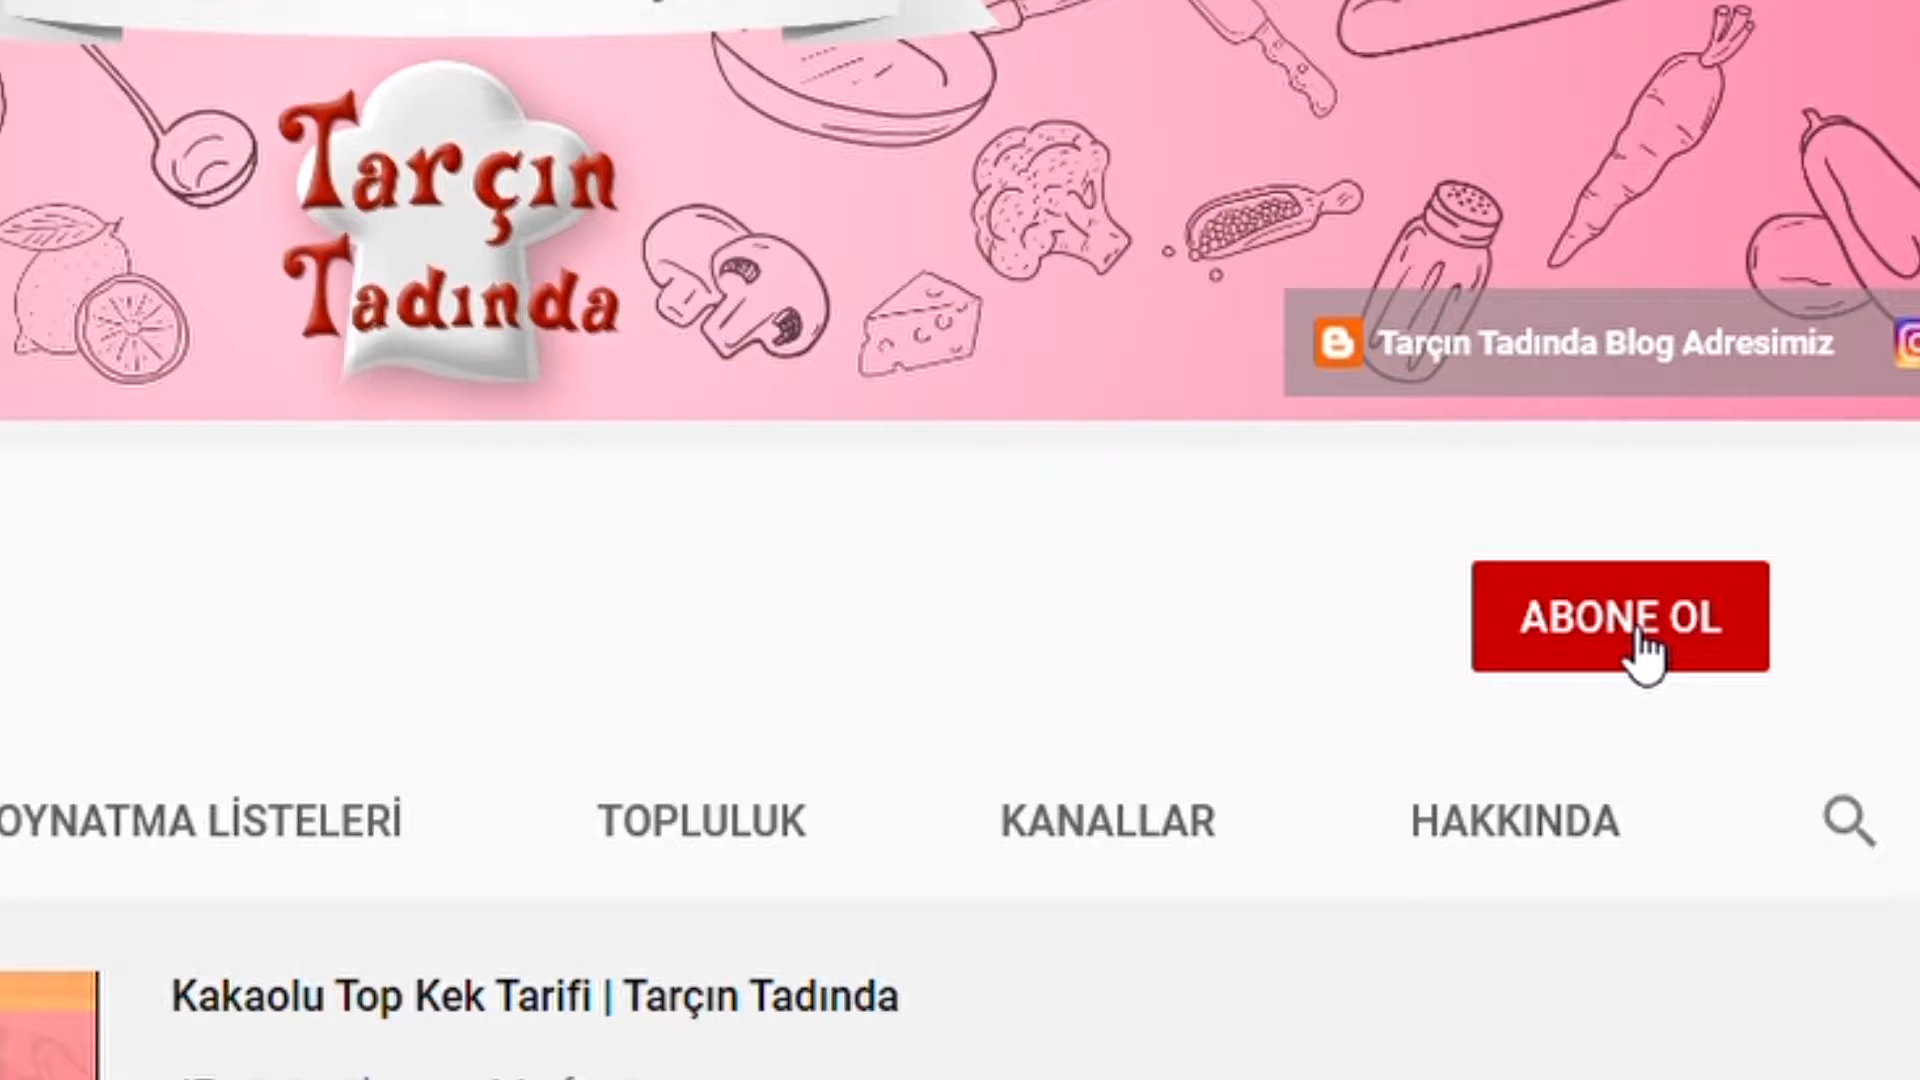 Tarçın
Tadında
Tarçın Tadında Blog Adresimiz
ABONE OL
OYNATMA LİSTELERİ
TOPLULUK
KANALLAR
HAKKINDA
Kakaolu Top Kek Tarifi | Tarçın Tadında